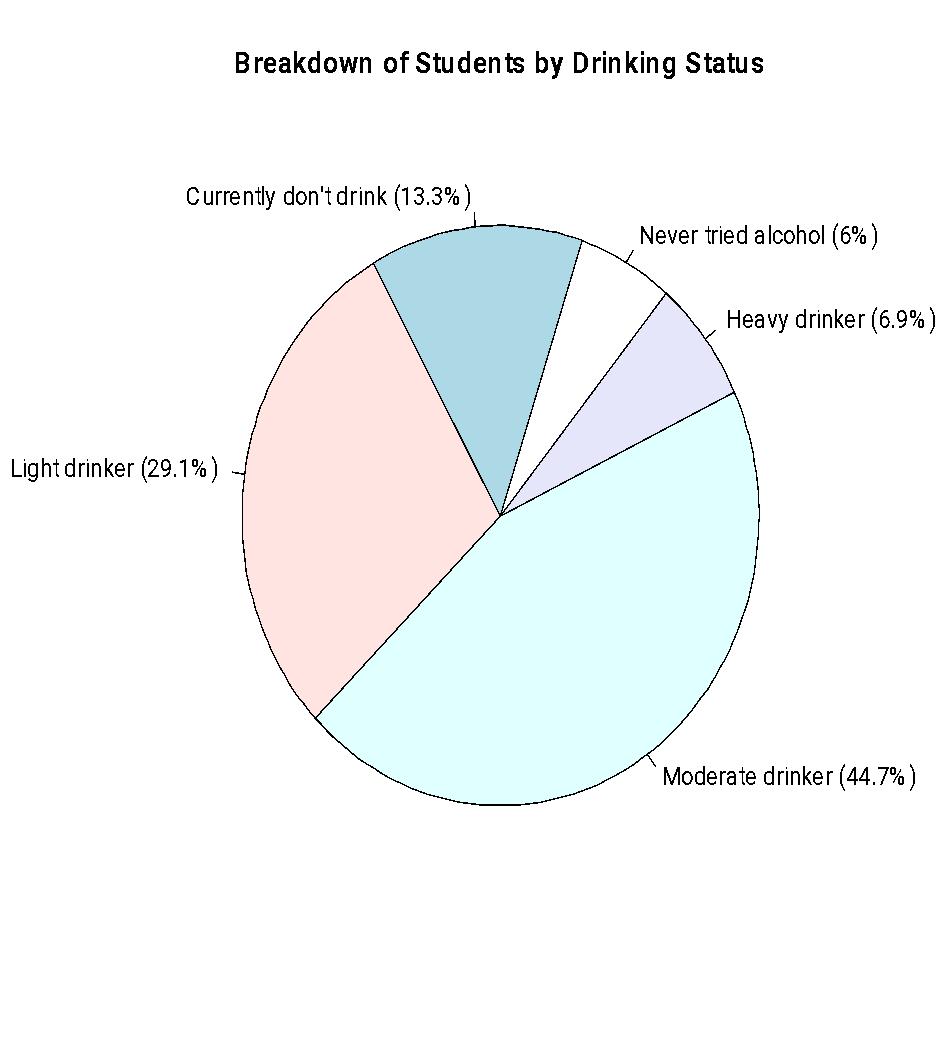 Breakdown of Students by Drinking Status
Currently don't drink (13.3%)
Never tried alcohol (6%)
Heavy drinker (6.9%)
Light drinker (29.1%)
Moderate drinker (44.7%)